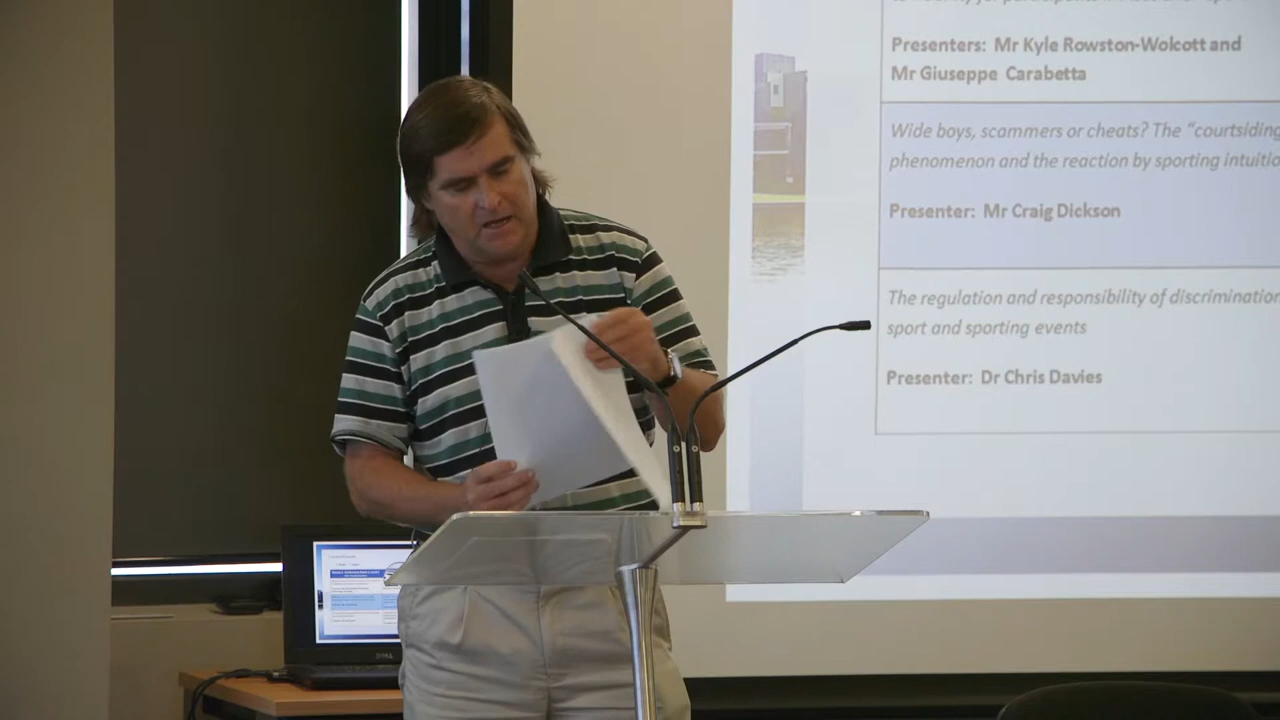 Presenters: Mr Kyle Rowston-Wolcott and
Mr Giuseppe Carabetta
Wide boys, scammers or cheats? The "courtsiding
phenomenon and the reaction by sporting intuitio
Presenter: Mr Craig Dickson
The regulation and responsibility of discrimination
sport and sporting events
Presenter: Dr Chris Davies
DELL